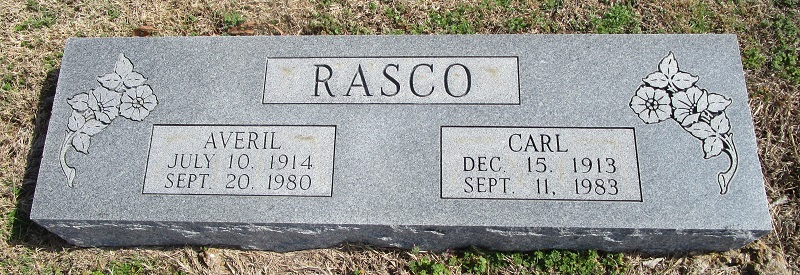 RASCO
AVERIL
JULY 10, 1914
SEPT. 20, 1980
CARL
DEC. 15, 1913
SEPT. 11, 1983